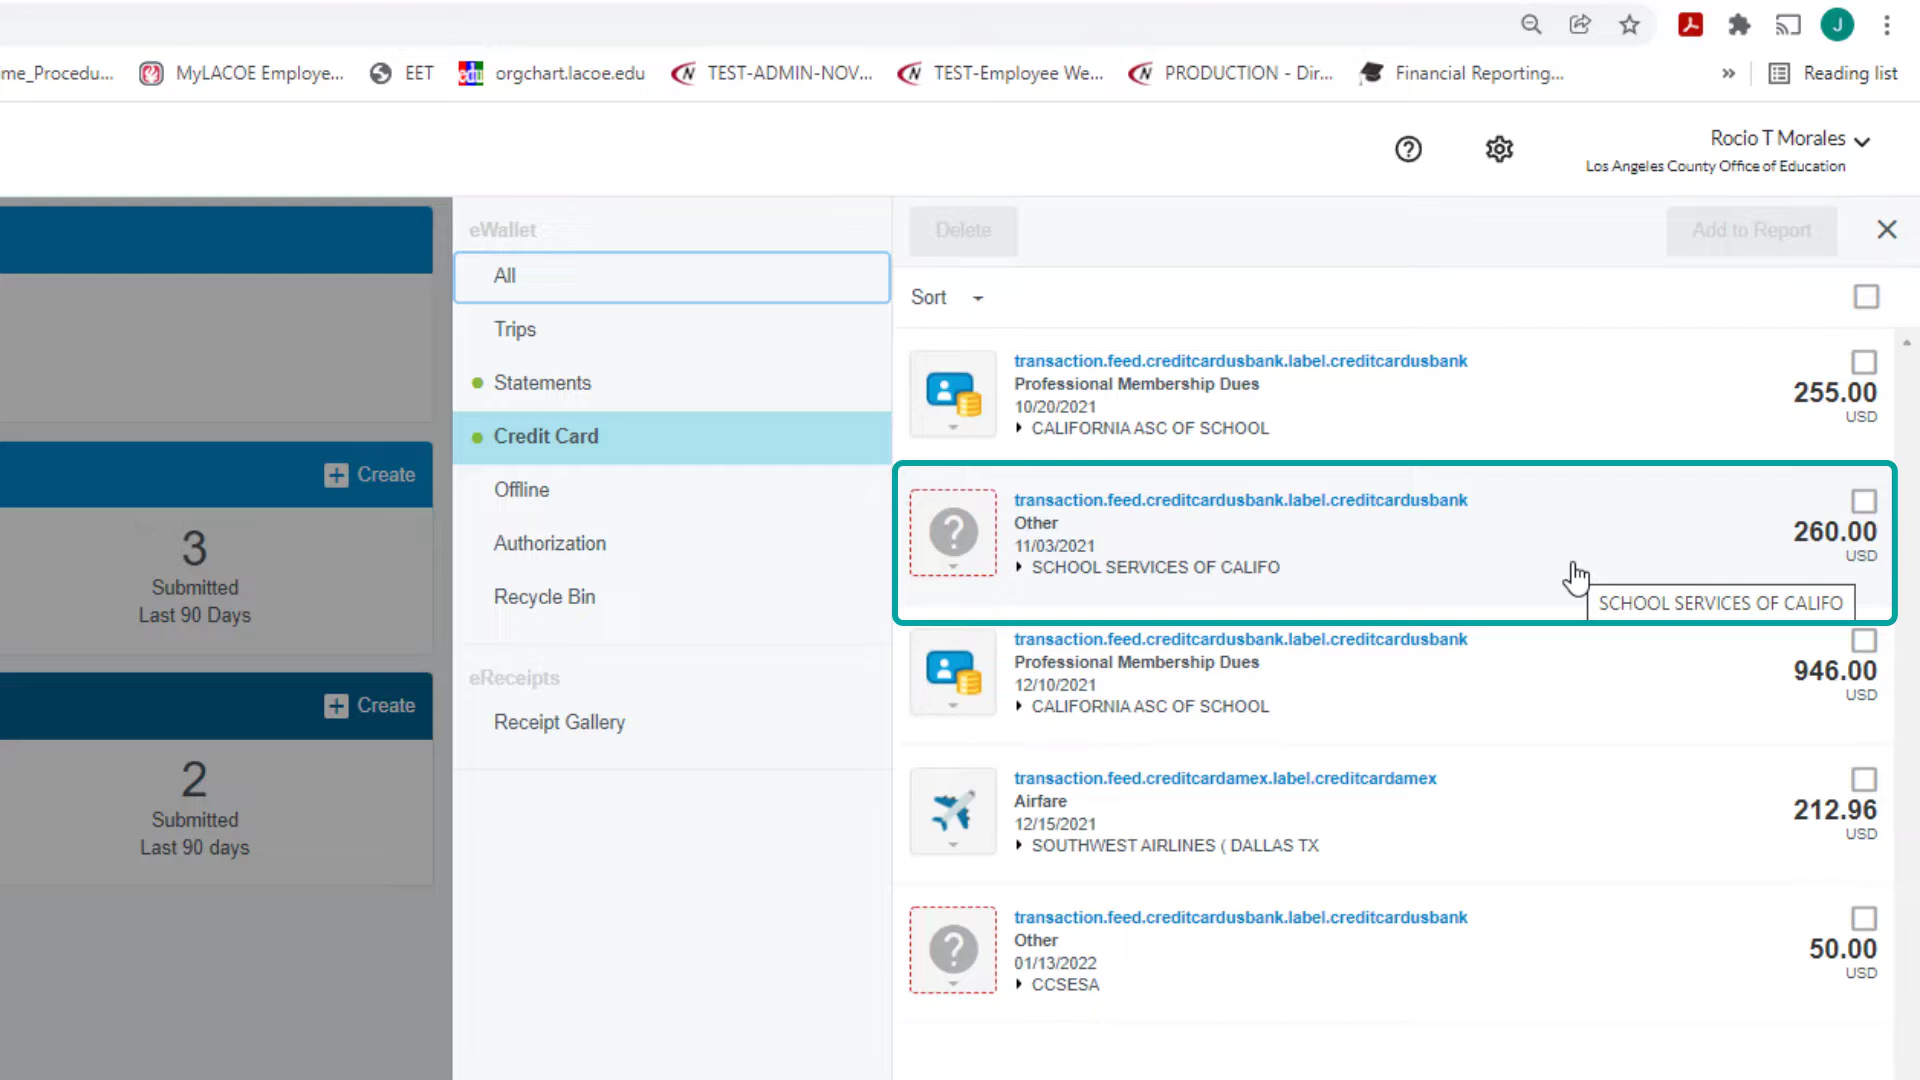 J
me_Procedu...
MyLACOE Employe...
EET
edu
orgchart.lacoe.edu
TEST-ADMIN-NOV...
TEST-Employee We...
PRODUCTION - Dir...
Financial Reporting...
»
Reading list
Rocio T Morales
Los Angeles County Office of Education
Create
3
Submitted
Last 90 Days
Create
2
Submitted
Last 90 days
eWallet
All
Trips
Statements
Credit Card
Offline
Authorization
Recycle Bin
eReceipts
Receipt Gallery
Delete
Add to Report
Sort
transaction.feed.creditcardusbank.label.creditcardusbank
Professional Membership Dues
10/20/2021
CALIFORNIA ASC OF SCHOOL
255.00
USD
transaction.feed.creditcardusbank.label.creditcardusbank
Other
11/03/2021
SCHOOL SERVICES OF CALIFO
260.00
USD
SCHOOL SERVICES OF CALIFO
transaction.feed.creditcardusbank.label.creditcardusbank
Professional Membership Dues
12/10/2021
CALIFORNIA ASC OF SCHOOL
946.00
USD
transaction.feed.creditcardamex.label.creditcardamex
Airfare
12/15/2021
SOUTHWEST AIRLINES ( DALLAS TX
212.96
USD
transaction.feed.creditcardusbank.label.creditcardusbank
Other
01/13/2022
CCSESA
50.00
USD